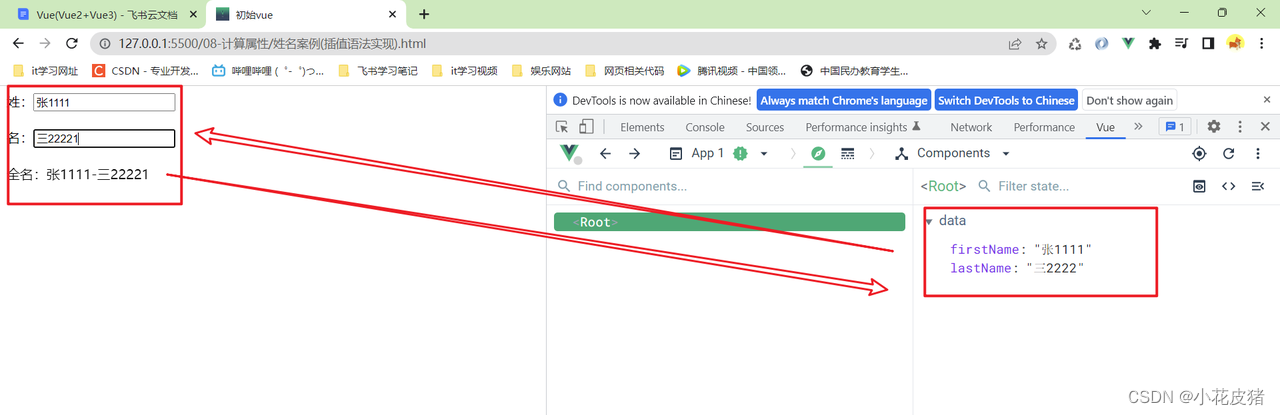 Vue(Vue2+Vue3) - 飞书云文档
初始vue
127.0.0.1:5500/08-计算属性/姓名案例(插值语法实现).html
it学习网址 CSDN - 专业开发... 哔哩哔哩 (゜-゜)つ... 飞书学习笔记 it学习视频 娱乐网站 网页相关代码 腾讯视频 - 中国领... 中国民办教育学生...
姓：张1111
名：三22221
全名：张1111-三22221
DevTools is now available in Chinese! Always match Chrome's language Switch DevTools to Chinese Don't show again
Elements Console Sources Performance insights Network Performance Vue » 1
App 1 Components
Find components...
<Root> Filter state...
<Root>
data
firstName: "张1111"
lastName: "三2222"
CSDN @小花皮猪